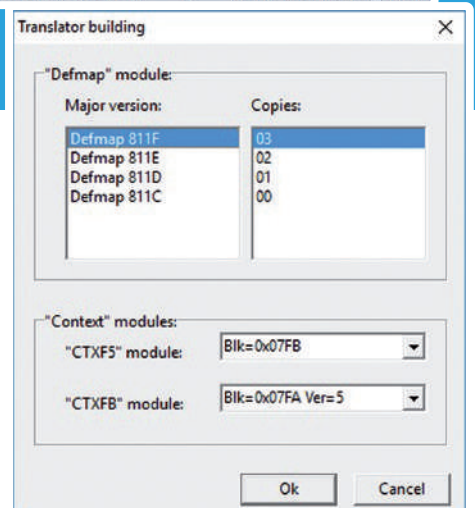 Translator building
"Defmap" module:
Major version: Copies:
Defmap 811F 03
Defmap 811E 02
Defmap 811D 01
Defmap 811C 00
"Context" modules:
"CTXF5" module: Blk=0x07FB
"CTXFB" module: Blk=0x07FA Ver=5
Ok Cancel